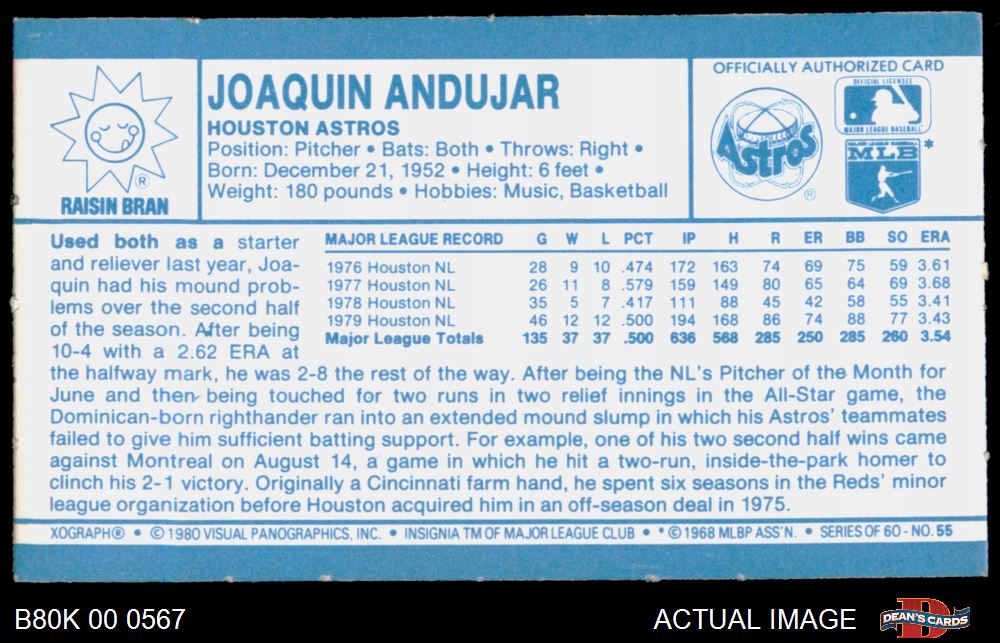 RAISIN BRAN
®
JOAQUIN ANDUJAR
HOUSTON ASTROS
Position: Pitcher • Bats: Both • Throws: Right •
Born: December 21, 1952 • Height: 6 feet •
Weight: 180 pounds • Hobbies: Music, Basketball
OFFICIALLY AUTHORIZED CARD
Astros
®
OFFICIAL LICENSEE
MAJOR LEAGUE BASEBALL
MAJOR LEAGUE BASEBALL
MLB *
Used both as a starter
and reliever last year, Joa-
quin had his mound prob-
lems over the second half
of the season. After being
10-4 with a 2.62 ERA at
the halfway mark, he was 2-8 the rest of the way. After being the NL's Pitcher of the Month for
June and then being touched for two runs in two relief innings in the All-Star game, the
Dominican-born righthander ran into an extended mound slump in which his Astros' teammates
failed to give him sufficient batting support. For example, one of his two second half wins came
against Montreal on August 14, a game in which he hit a two-run, inside-the-park homer to
clinch his 2-1 victory. Originally a Cincinnati farm hand, he spent six seasons in the Reds' minor
league organization before Houston acquired him in an off-season deal in 1975.
MAJOR LEAGUE RECORD G W L PCT IP H R ER BB SO ERA
1976 Houston NL 28 9 10 .474 172 163 74 69 75 59 3.61
1977 Houston NL 26 11 8 .579 159 149 80 65 64 69 3.68
1978 Houston NL 35 5 7 .417 111 88 45 42 58 55 3.41
1979 Houston NL 46 12 12 .500 194 168 86 74 88 77 3.43
Major League Totals 135 37 37 .500 636 568 285 250 285 260 3.54
XOGRAPH® • © 1980 VISUAL PANOGRAPHICS, INC. • INSIGNIA TM OF MAJOR LEAGUE CLUB • * © 1968 MLBP ASS'N. • SERIES OF 60 - NO. 55
B80K 00 0567
ACTUAL IMAGE
DEAN'S CARDS